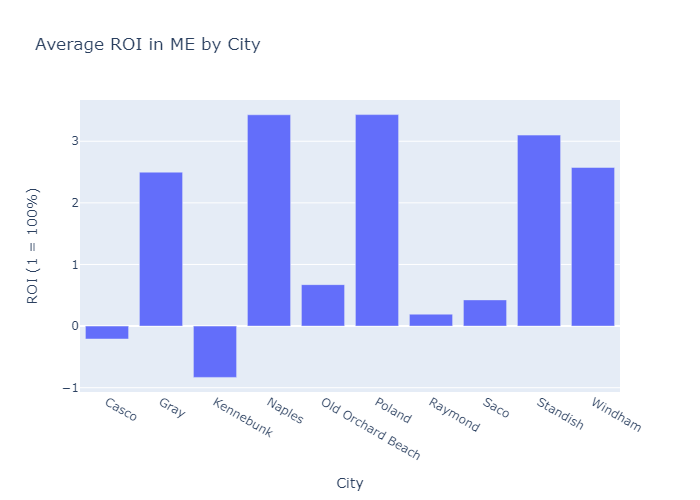 Average ROI in ME by City
ROI (1 = 100%)
3
2
1
0
−1
Casco
Gray
Kennebunk
Naples
Old Orchard Beach
Poland
Raymond
Saco
Standish
Windham
City